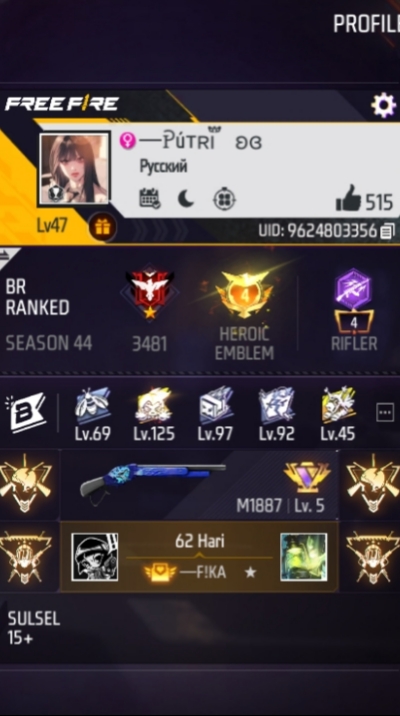 PROFILE
FREE FIRE
—PúTRİ ʚɞ
Русский
515
Lv47
UID: 9624803356
BR
RANKED
SEASON 44
3481
4
HEROIC
EMBLEM
4
RIFLER
B
Lv.69 Lv.125 Lv.97 Lv.92 Lv.45
M1887 | Lv. 5
62 Hari
—F!KA ★
SULSEL
15+